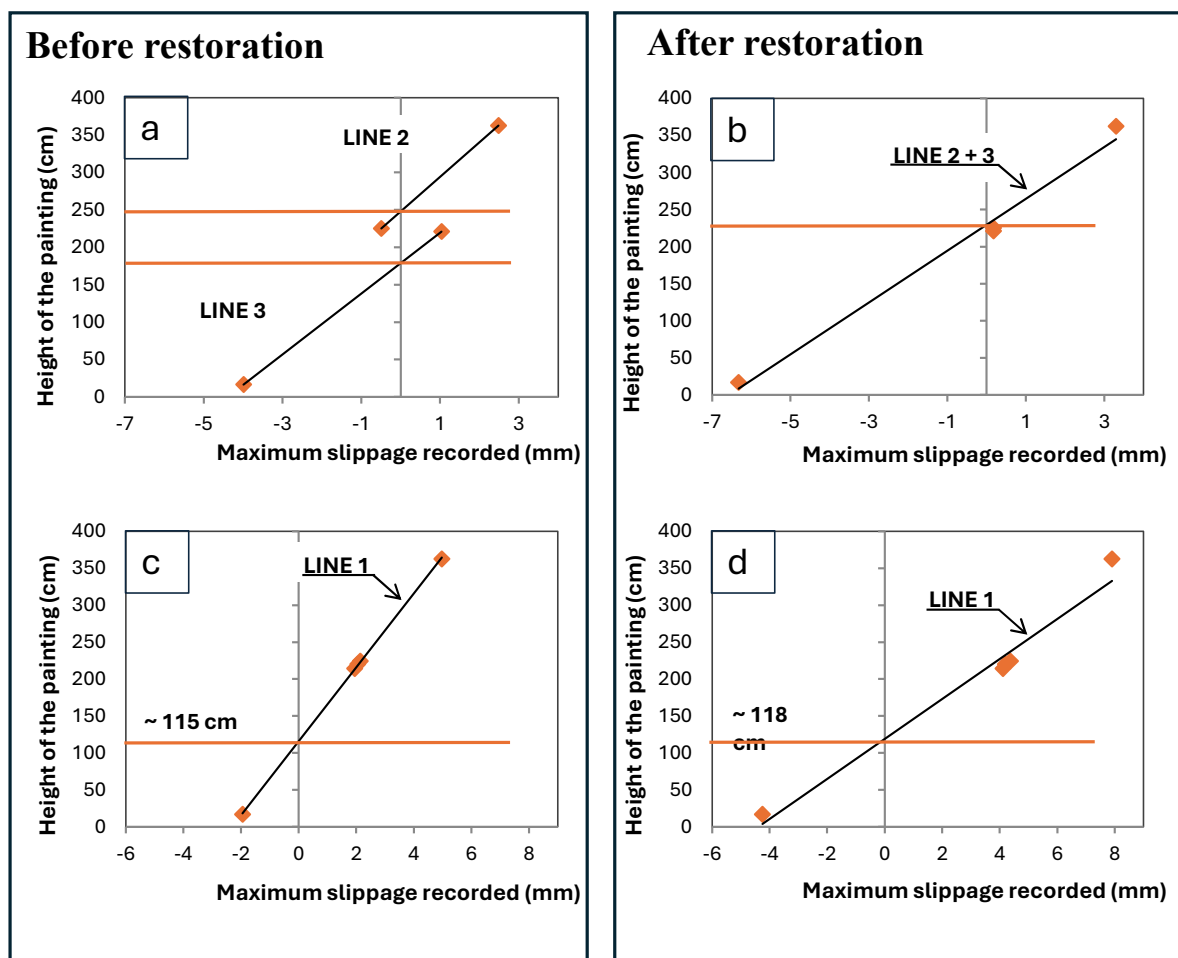 Before restoration
a
400
350
300
250
200
150
100
50
0
Height of the painting (cm)
LINE 2
LINE 3
-7 -5 -3 -1 1 3
Maximum slippage recorded (mm)
c
400
350
300
250
200
150
100
50
0
Height of the painting (cm)
LINE 1
~ 115 cm
-6 -4 -2 0 2 4 6 8
Maximum slippage recorded (mm)
After restoration
b
400
350
300
250
200
150
100
50
0
Height of the painting (cm)
LINE 2 + 3
-7 -5 -3 -1 1 3
Maximum slippage recorded (mm)
d
400
350
300
250
200
150
100
50
0
Height of the painting (cm)
LINE 1
~ 118
cm
-6 -4 -2 0 2 4 6 8
Maximum slippage recorded (mm)